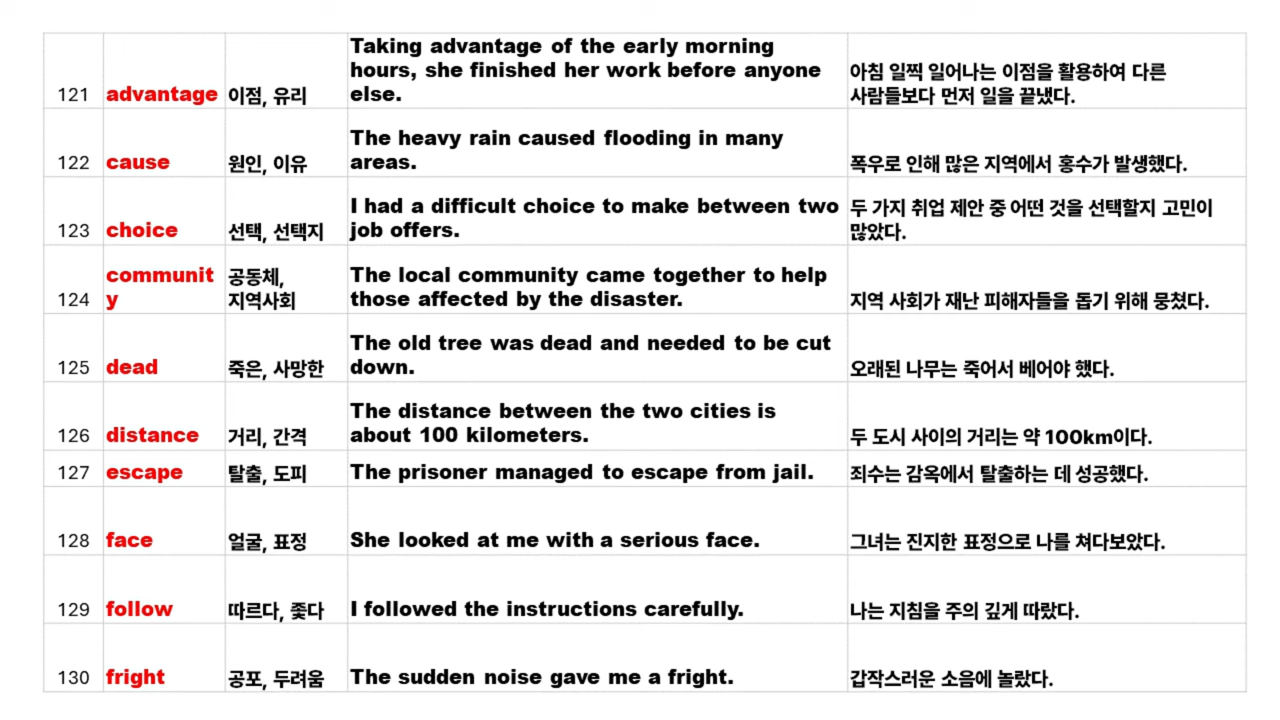 121 advantage 이점, 유리 Taking advantage of the early morning hours, she finished her work before anyone else. 아침 일찍 일어나는 이점을 활용하여 다른 사람들보다 먼저 일을 끝냈다.
122 cause 원인, 이유 The heavy rain caused flooding in many areas. 폭우로 인해 많은 지역에서 홍수가 발생했다.
123 choice 선택, 선택지 I had a difficult choice to make between two job offers. 두 가지 취업 제안 중 어떤 것을 선택할지 고민이 많았다.
124 community 공동체, 지역사회 The local community came together to help those affected by the disaster. 지역 사회가 재난 피해자들을 돕기 위해 뭉쳤다.
125 dead 죽은, 사망한 The old tree was dead and needed to be cut down. 오래된 나무는 죽어서 베어야 했다.
126 distance 거리, 간격 The distance between the two cities is about 100 kilometers. 두 도시 사이의 거리는 약 100km이다.
127 escape 탈출, 도피 The prisoner managed to escape from jail. 죄수는 감옥에서 탈출하는 데 성공했다.
128 face 얼굴, 표정 She looked at me with a serious face. 그녀는 진지한 표정으로 나를 쳐다보았다.
129 follow 따르다, 좇다 I followed the instructions carefully. 나는 지침을 주의 깊게 따랐다.
130 fright 공포, 두려움 The sudden noise gave me a fright. 갑작스러운 소음에 놀랐다.